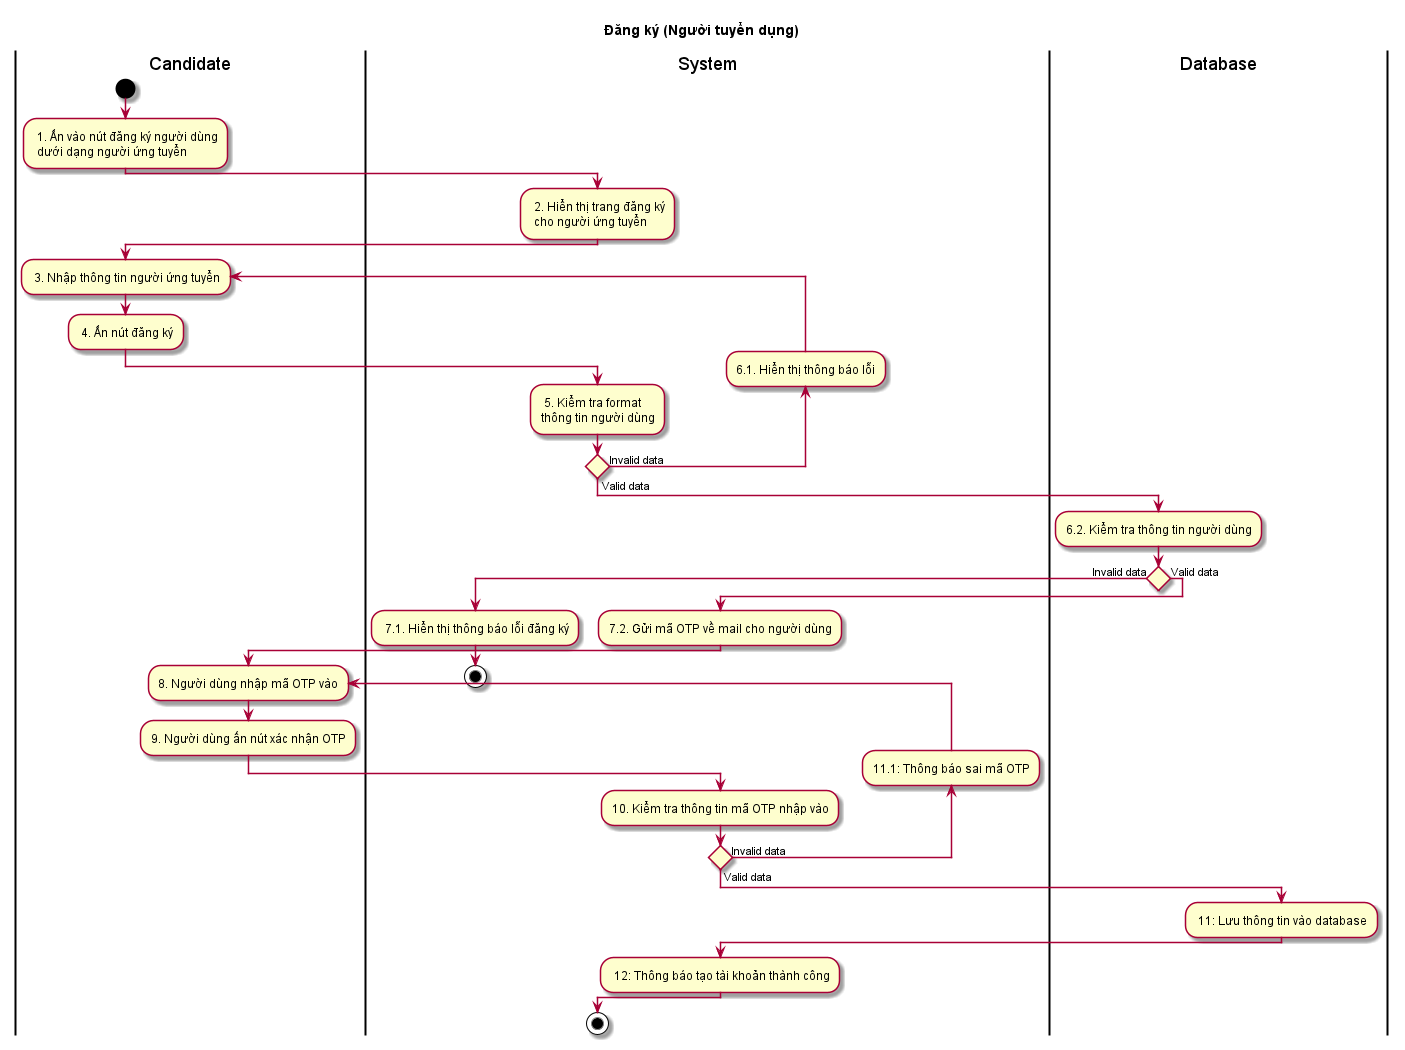 Đăng ký (Người tuyển dụng)
Candidate
System
Database
1. Ấn vào nút đăng ký người dùng
dưới dạng người ứng tuyển
2. Hiển thị trang đăng ký
cho người ứng tuyển
3. Nhập thông tin người ứng tuyển
4. Ấn nút đăng ký
6.1. Hiển thị thông báo lỗi
5. Kiểm tra format
thông tin người dùng
Invalid data
Valid data
6.2. Kiểm tra thông tin người dùng
Invalid data
Valid data
7.1. Hiển thị thông báo lỗi đăng ký
7.2. Gửi mã OTP về mail cho người dùng
8. Người dùng nhập mã OTP vào
9. Người dùng ấn nút xác nhận OTP
11.1: Thông báo sai mã OTP
10. Kiểm tra thông tin mã OTP nhập vào
Invalid data
Valid data
11: Lưu thông tin vào database
12: Thông báo tạo tài khoản thành công